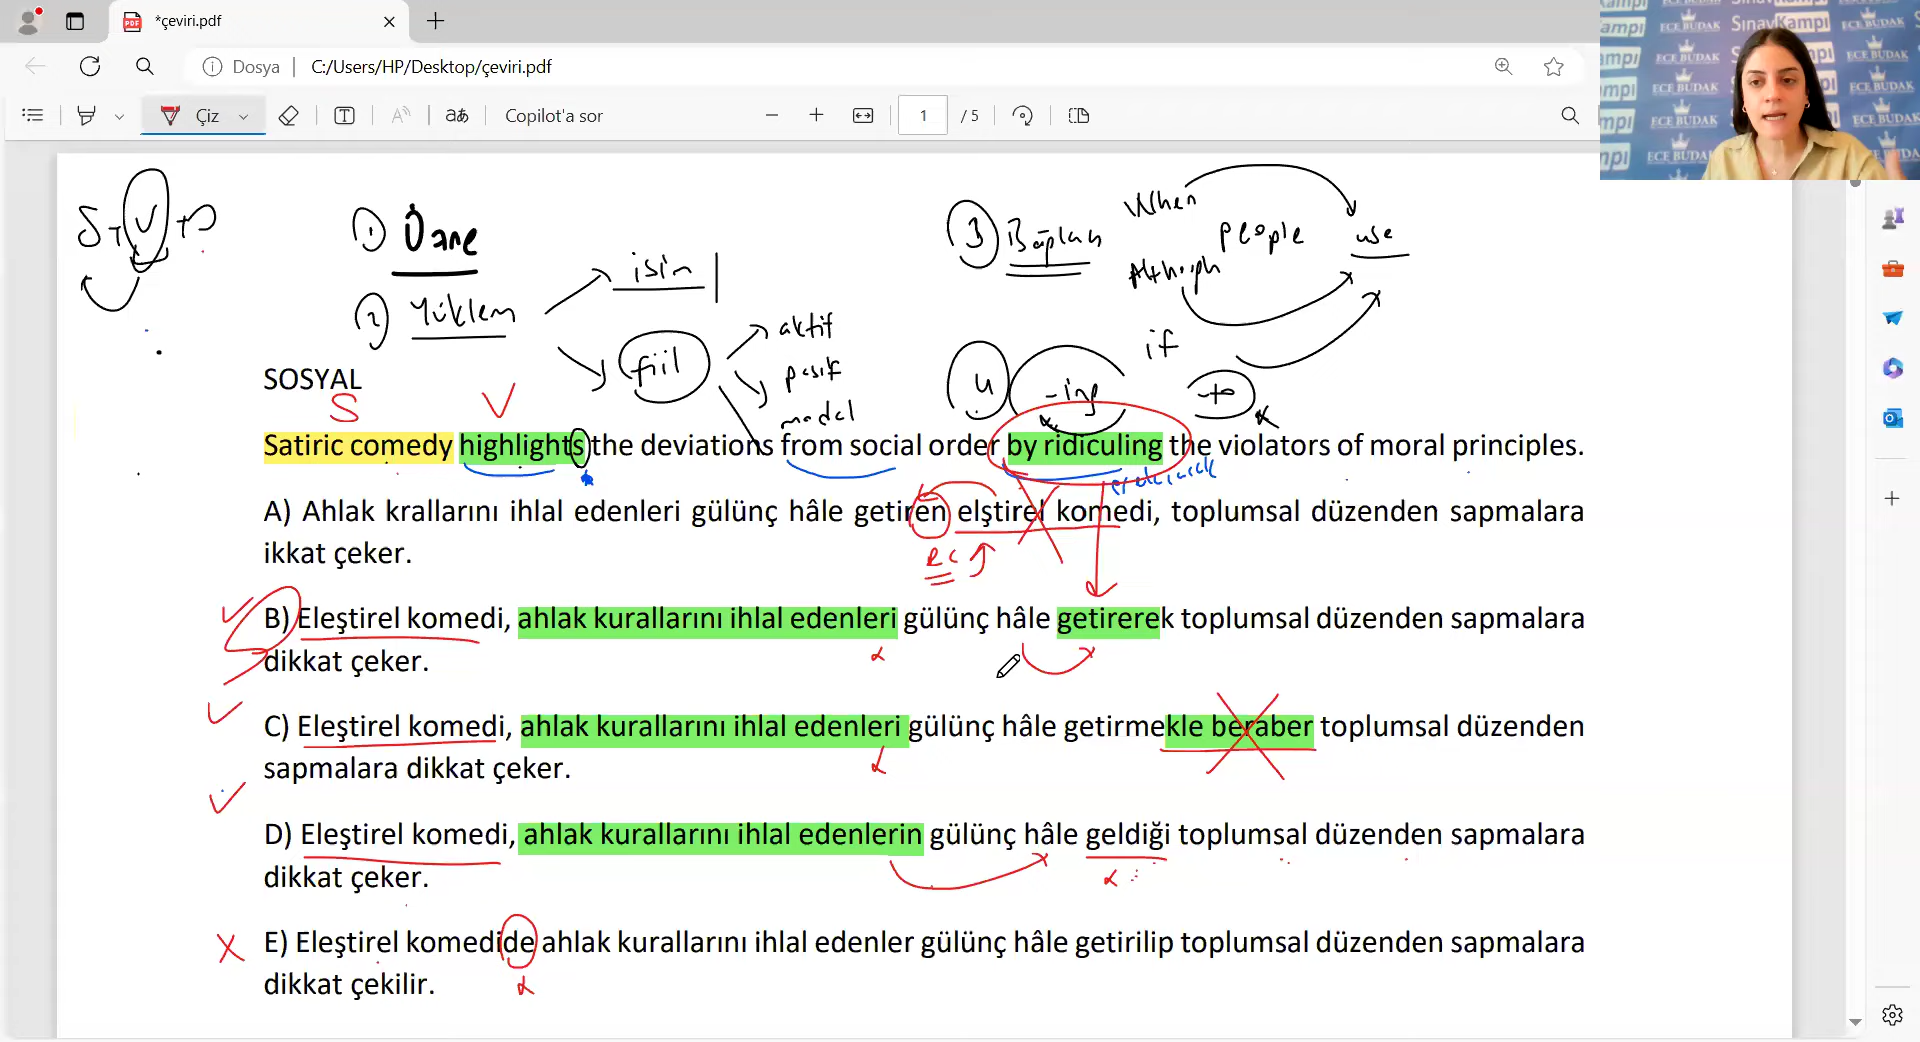 *çeviri.pdf
Dosya | C:/Users/HP/Desktop/çeviri.pdf
Çiz
Copilot'a sor
1 / 5
SınavKampı
ECE BUDAK
S+V+O
1 Özne
2 Yüklem
isim
fiil
aktif
pasif
modal
3 Bağlaç
When
people use
Although
if
4 -ing -to
SOSYAL
S V
Satiric comedy highlights the deviations from social order by ridiculing the violators of moral principles.
A) Ahlak krallarını ihlal edenleri gülünç hâle getiren elştirel komedi, toplumsal düzenden sapmalara
ikkat çeker.
RC
B) Eleştirel komedi, ahlak kurallarını ihlal edenleri gülünç hâle getirerek toplumsal düzenden sapmalara
dikkat çeker.
C) Eleştirel komedi, ahlak kurallarını ihlal edenleri gülünç hâle getirmekle beraber toplumsal düzenden
sapmalara dikkat çeker.
D) Eleştirel komedi, ahlak kurallarını ihlal edenlerin gülünç hâle geldiği toplumsal düzenden sapmalara
dikkat çeker.
E) Eleştirel komedide ahlak kurallarını ihlal edenler gülünç hâle getirilip toplumsal düzenden sapmalara
dikkat çekilir.